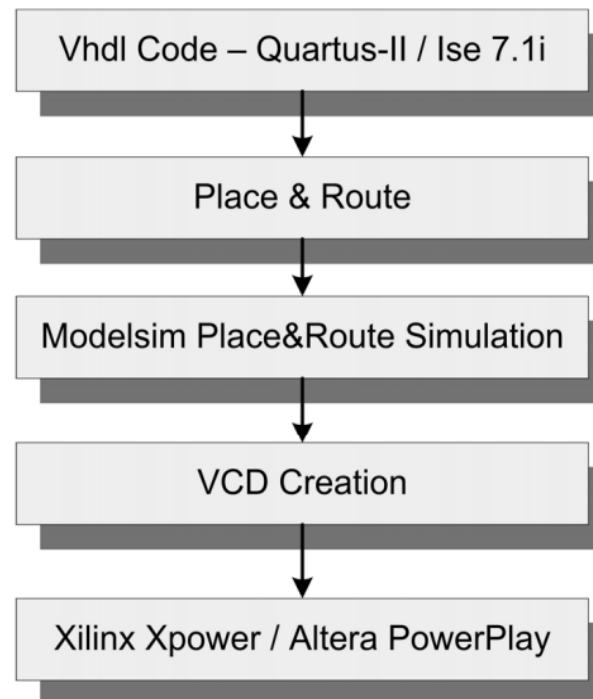 Vhdl Code – Quartus-II / Ise 7.1i
Place & Route
Modelsim Place&Route Simulation
VCD Creation
Xilinx Xpower / Altera PowerPlay